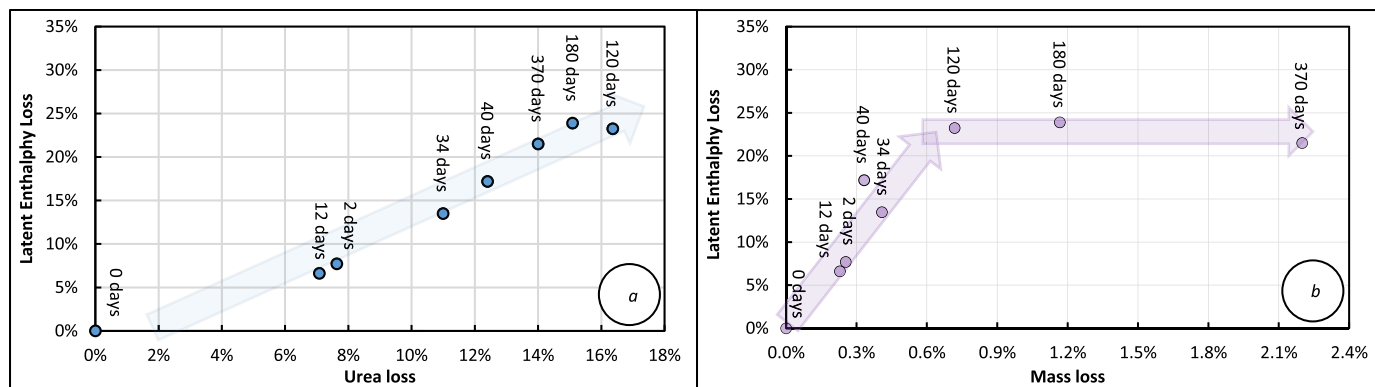 35%
30%
25%
20%
15%
10%
5%
0%
Latent Enthalphy Loss
0 days
12 days
2 days
34 days
40 days
370 days
180 days
120 days
a
0%
2%
4%
6%
8%
10%
12%
14%
16%
18%
Urea loss
35%
30%
25%
20%
15%
10%
5%
0%
Latent Enthalphy Loss
0 days
12 days
2 days
40 days
34 days
120 days
180 days
370 days
b
0.0%
0.3%
0.6%
0.9%
1.2%
1.5%
1.8%
2.1%
2.4%
Mass loss